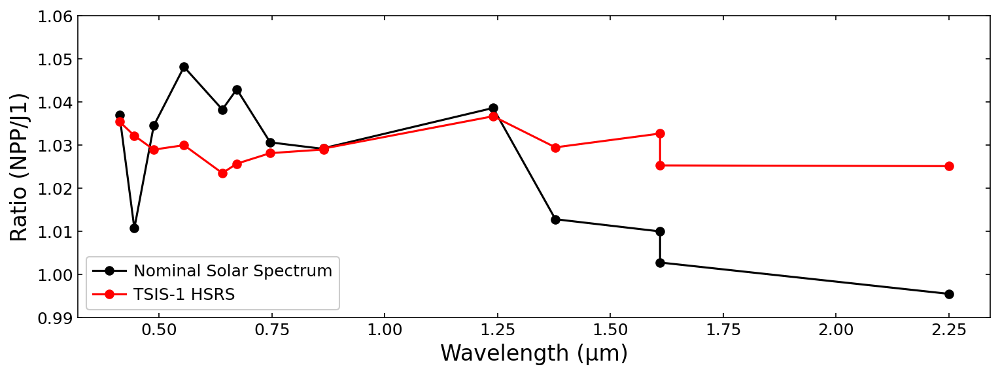 1.06
1.05
1.04
1.03
1.02
1.01
1.00
0.99
Ratio (NPP/J1)
Nominal Solar Spectrum
TSIS-1 HSRS
0.50 0.75 1.00 1.25 1.50 1.75 2.00 2.25
Wavelength (μm)